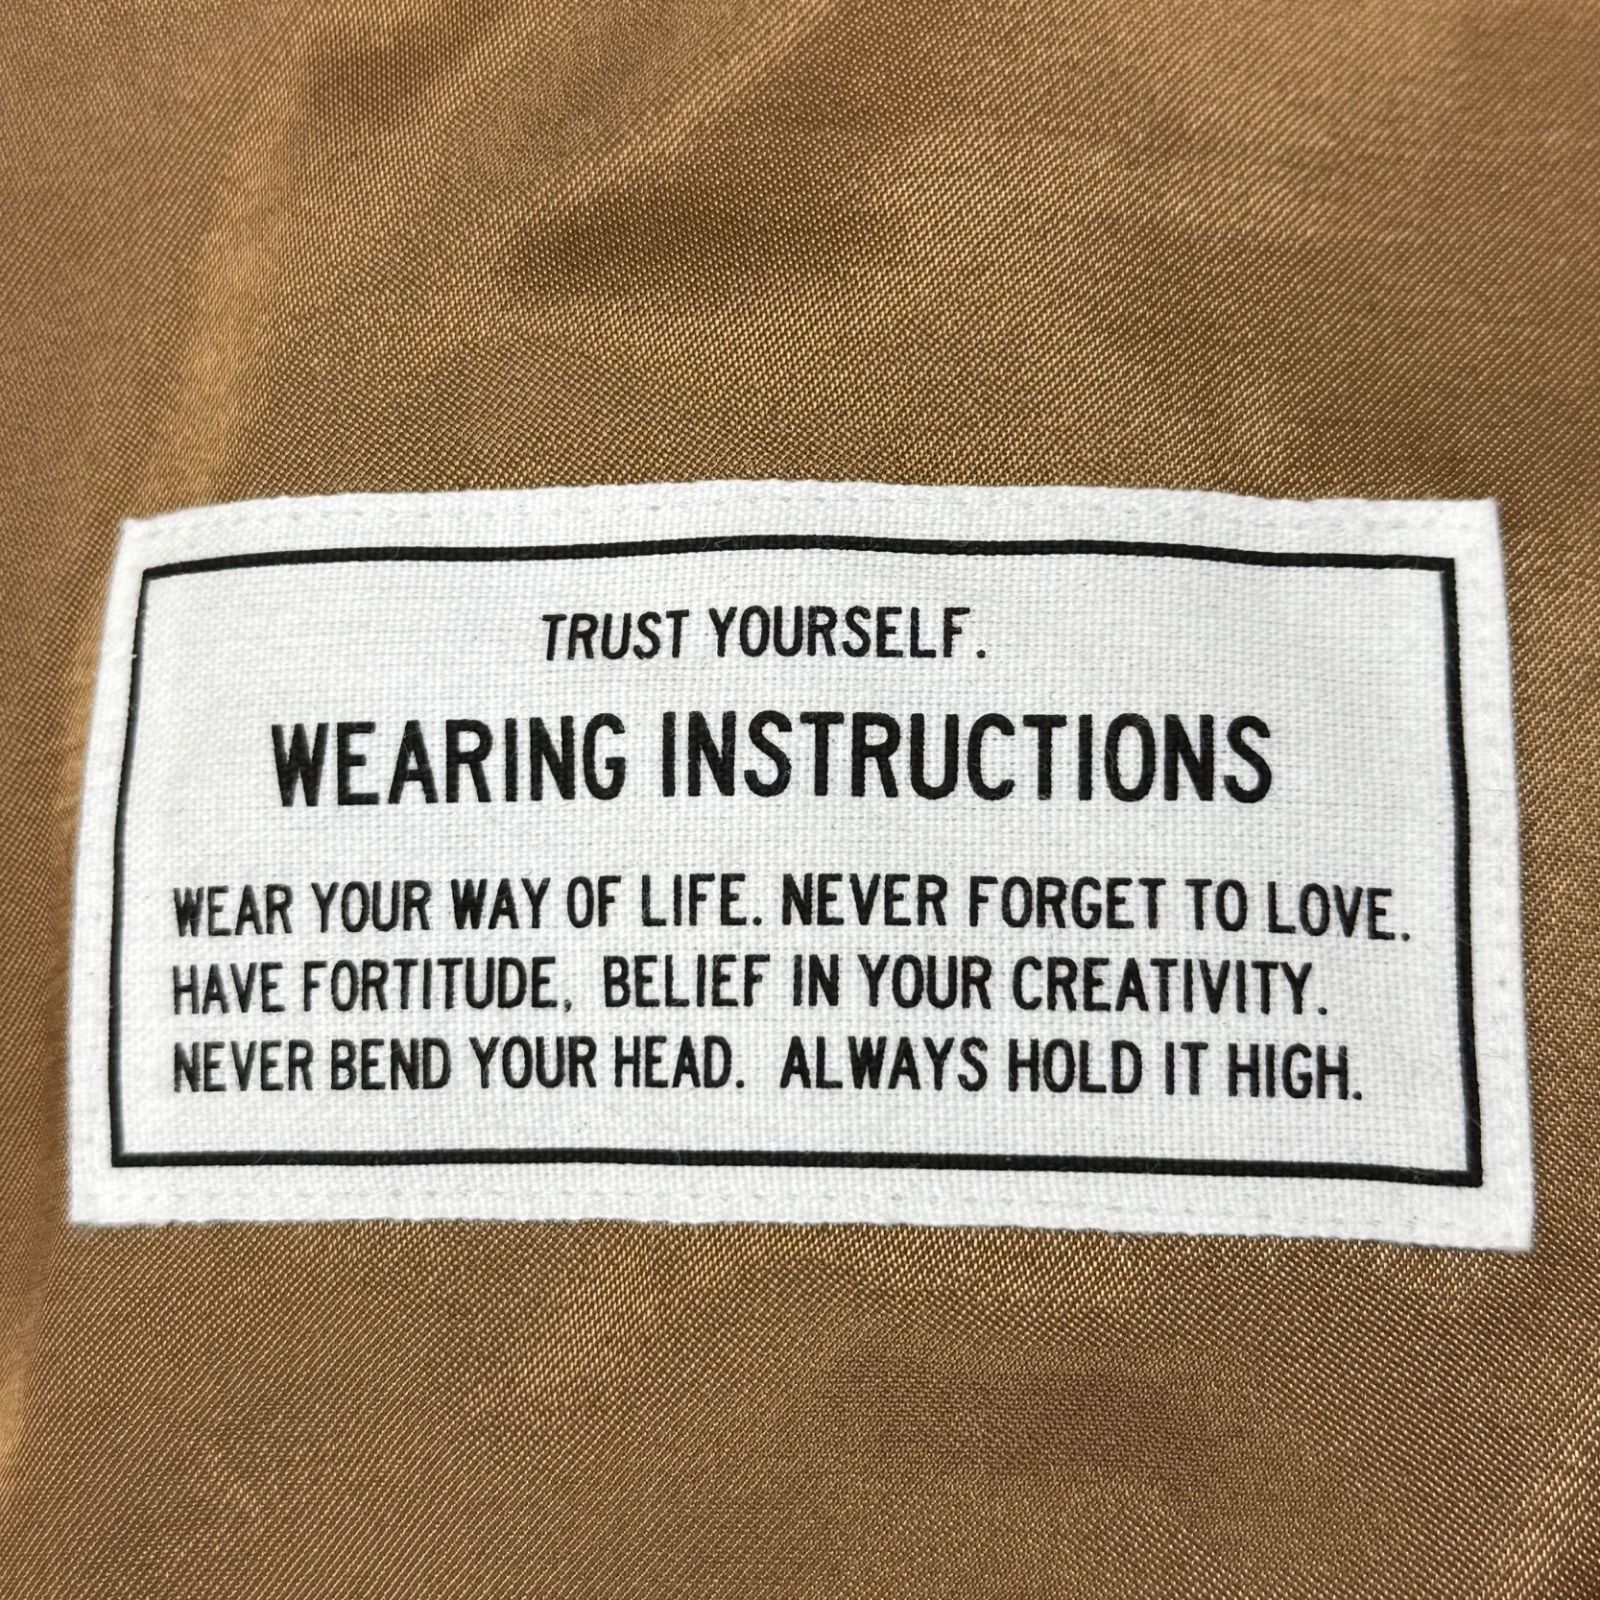 TRUST YOURSELF.
WEARING INSTRUCTIONS
WEAR YOUR WAY OF LIFE. NEVER FORGET TO LOVE.
HAVE FORTITUDE, BELIEF IN YOUR CREATIVITY.
NEVER BEND YOUR HEAD. ALWAYS HOLD IT HIGH.